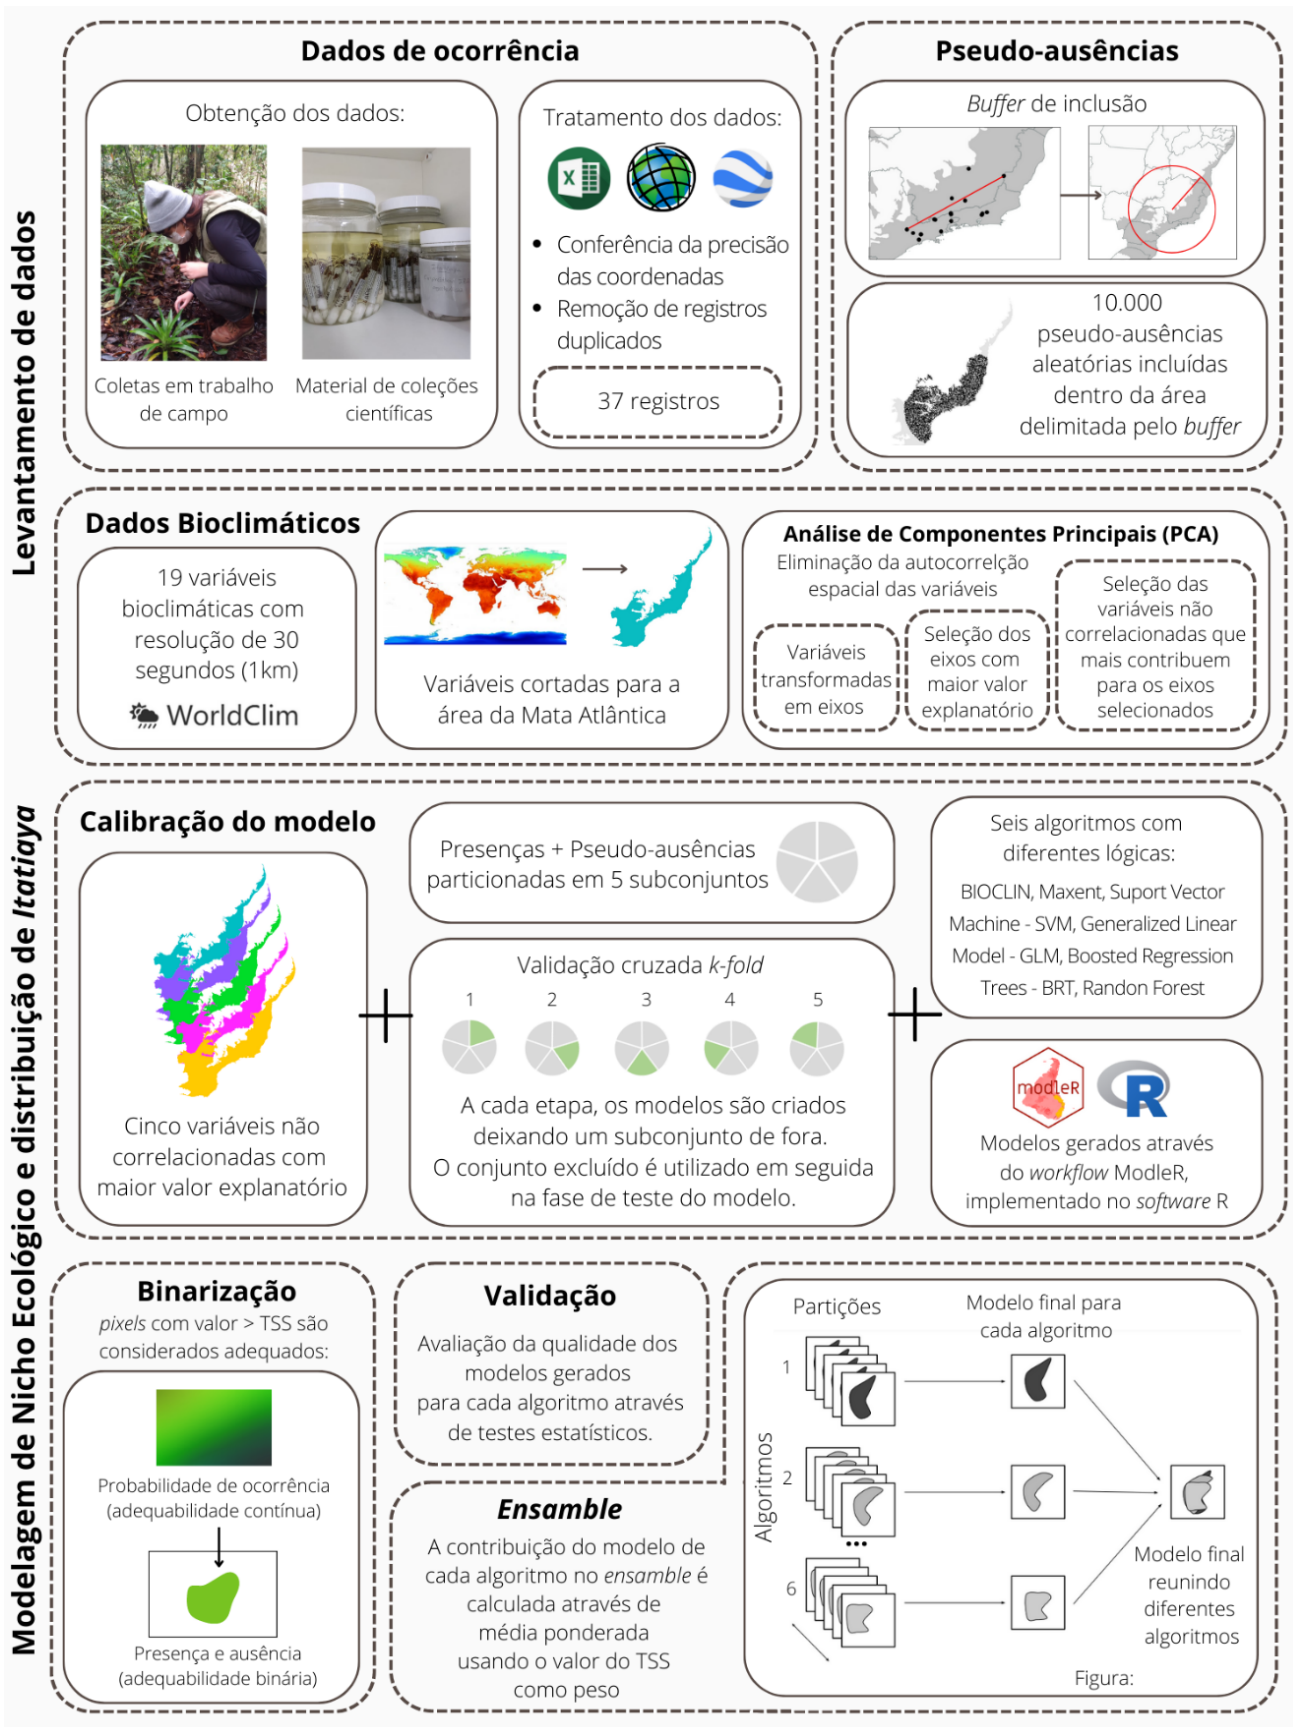 Levantamento de dados
Dados de ocorrência
Obtenção dos dados:
Coletas em trabalho
de campo
Material de coleções
científicas
Tratamento dos dados:
X
• Conferência da precisão
das coordenadas
• Remoção de registros
duplicados
37 registros
Pseudo-ausências
Buffer de inclusão
10.000
pseudo-ausências
aleatórias incluídas
dentro da área
delimitada pelo buffer
Dados Bioclimáticos
19 variáveis
bioclimáticas com
resolução de 30
segundos (1km)
WorldClim
Variáveis cortadas para a
área da Mata Atlântica
Análise de Componentes Principais (PCA)
Eliminação da autocorrelção
espacial das variáveis
Variáveis
transformadas
em eixos
Seleção dos
eixos com
maior valor
explanatório
Seleção das
variáveis não
correlacionadas que
mais contribuem
para os eixos
selecionados
Modelagem de Nicho Ecológico e distribuição de Itatiaya
Calibração do modelo
Cinco variáveis não
correlacionadas com
maior valor explanatório
+
Presenças + Pseudo-ausências
particionadas em 5 subconjuntos
Validação cruzada k-fold
1 2 3 4 5
A cada etapa, os modelos são criados
deixando um subconjunto de fora.
O conjunto excluído é utilizado em seguida
na fase de teste do modelo.
+
Seis algoritmos com
diferentes lógicas:
BIOCLIN, Maxent, Suport Vector
Machine - SVM, Generalized Linear
Model - GLM, Boosted Regression
Trees - BRT, Randon Forest
modleR R
Modelos gerados através
do workflow ModleR,
implementado no software R
Binarização
pixels com valor > TSS são
considerados adequados:
Probabilidade de ocorrência
(adequabilidade contínua)
Presença e ausência
(adequabilidade binária)
Validação
Avaliação da qualidade dos
modelos gerados
para cada algoritmo através
de testes estatísticos.
Ensamble
A contribuição do modelo de
cada algoritmo no ensamble é
calculada através de
média ponderada
usando o valor do TSS
como peso
Partições
Modelo final para
cada algoritmo
Algoritmos
1
2
...
6
Modelo final
reunindo
diferentes
algoritmos
Figura: